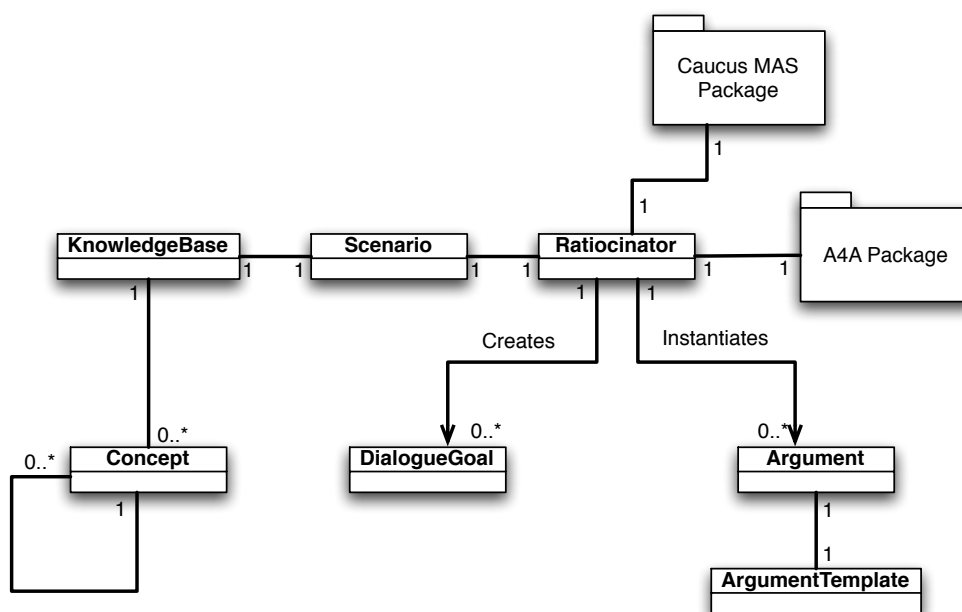 Caucus MAS
Package
1
1
KnowledgeBase
Scenario
Ratiocinator
A4A Package
1
1
1
1
1
1
1
1
1
Creates
Instantiates
0..*
0..*
0..*
0..*
Concept
DialogueGoal
Argument
1
1
1
ArgumentTemplate